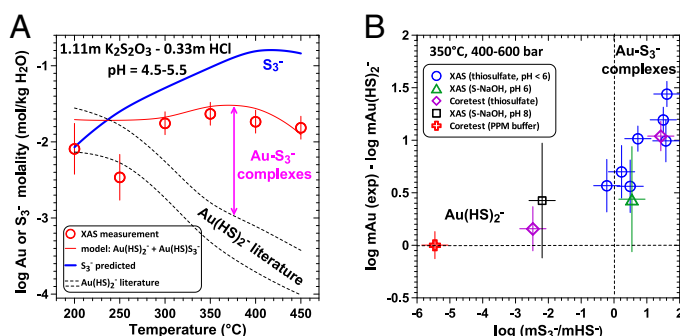 A
1.11m K₂S₂O₃ - 0.33m HCl
pH = 4.5-5.5
S₃⁻
Au-S₃⁻
complexes
Au(HS)₂⁻ literature
XAS measurement
model: Au(HS)₂⁻ + Au(HS)S₃⁻
S₃⁻ predicted
Au(HS)₂⁻ literature
log Au or S₃⁻ molality (mol/kg H₂O)
0
-1
-2
-3
-4
200 250 300 350 400 450
Temperature (°C)
B
350°C, 400-600 bar
Au-S₃⁻
complexes
XAS (thiosulfate, pH < 6)
XAS (S-NaOH, pH 6)
Coretest (thiosulfate)
XAS (S-NaOH, pH 8)
Coretest (PPM buffer)
Au(HS)₂⁻
log mAu (exp) - log mAu(HS)₂⁻
2
1.5
1
0.5
0
-0.5
-6 -5 -4 -3 -2 -1 0 1 2
log (mS₃⁻/mHS⁻)